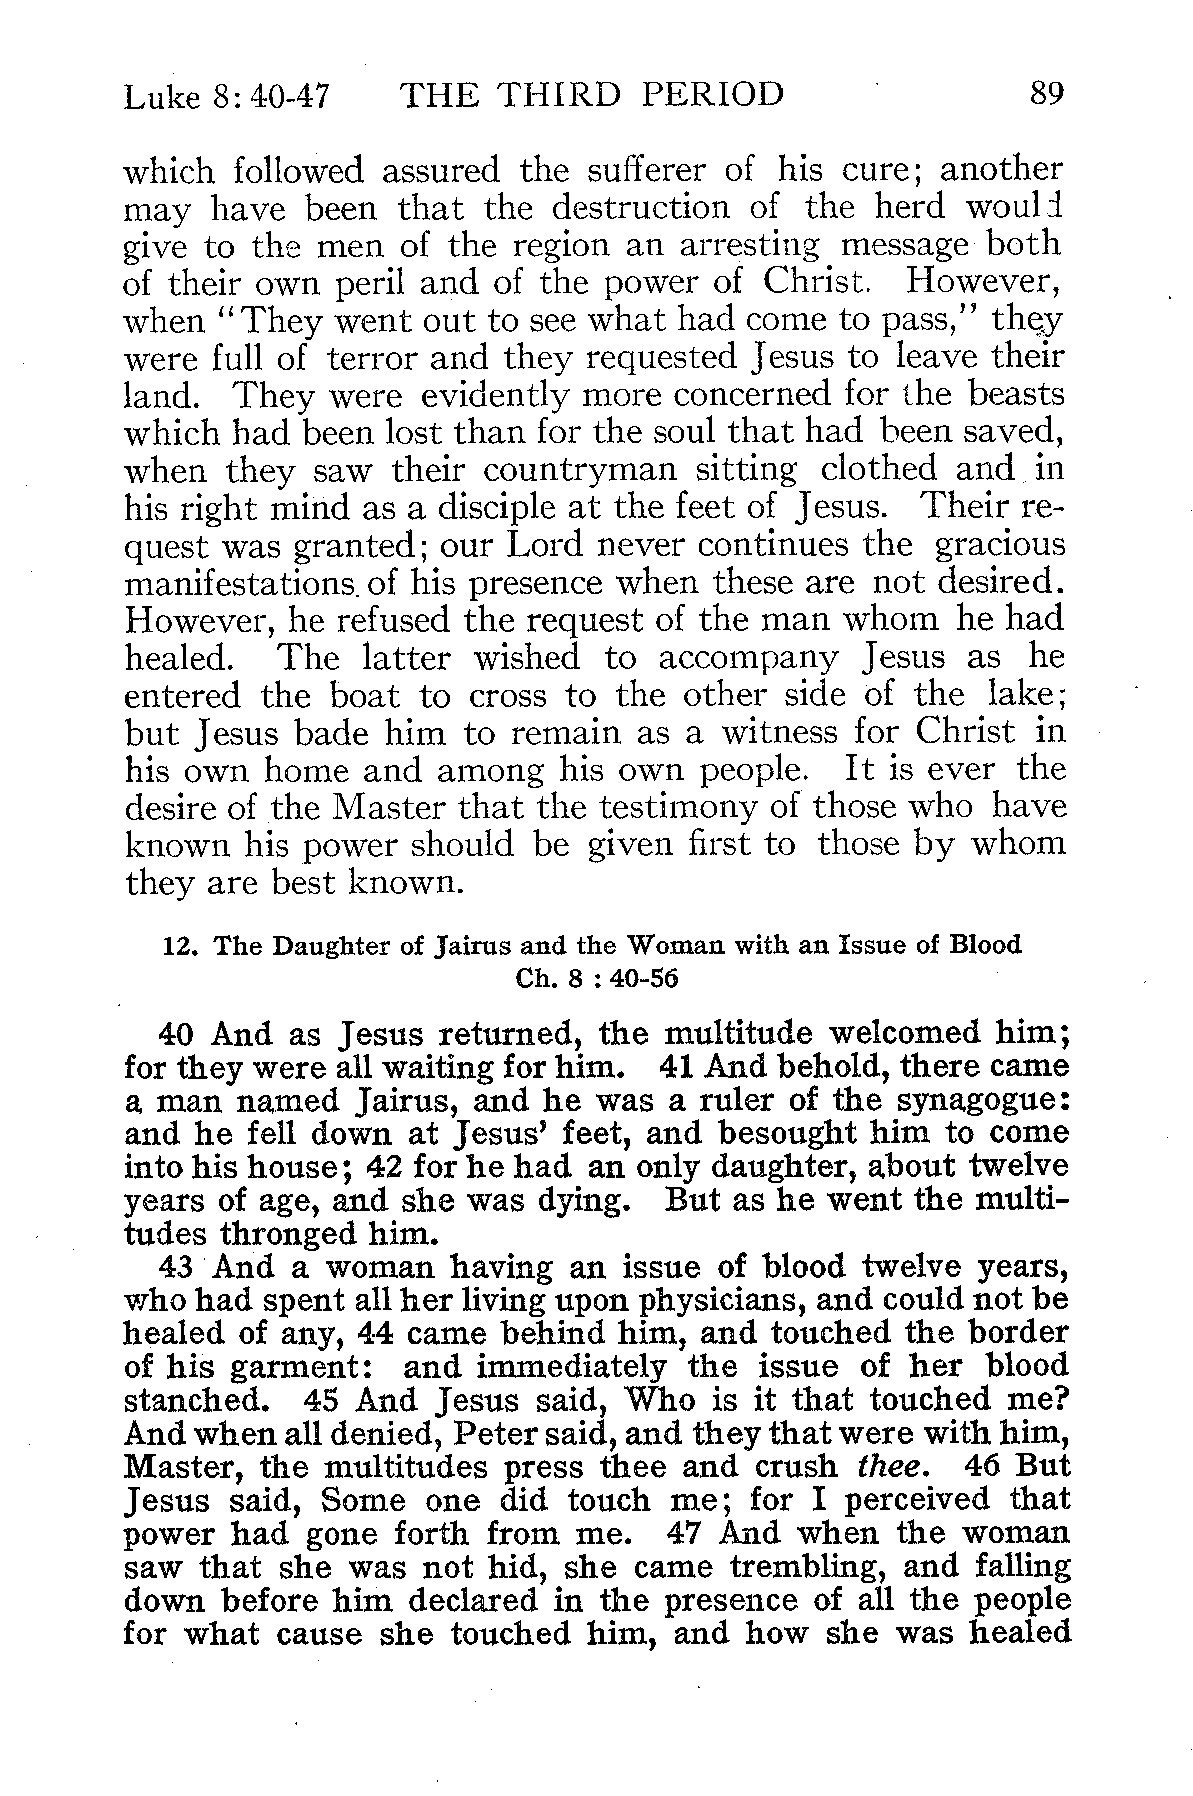 Luke 8: 40-47 THE THIRD PERIOD 89
which followed assured the sufferer of his cure; another
may have been that the destruction of the herd would
give to the men of the region an arresting message both
of their own peril and of the power of Christ. However,
when "They went out to see what had come to pass," they
were full of terror and they requested Jesus to leave their
land. They were evidently more concerned for the beasts
which had been lost than for the soul that had been saved,
when they saw their countryman sitting clothed and in
his right mind as a disciple at the feet of Jesus. Their re-
quest was granted; our Lord never continues the gracious
manifestations of his presence when these are not desired.
However, he refused the request of the man whom he had
healed. The latter wished to accompany Jesus as he
entered the boat to cross to the other side of the lake;
but Jesus bade him to remain as a witness for Christ in
his own home and among his own people. It is ever the
desire of the Master that the testimony of those who have
known his power should be given first to those by whom
they are best known.
12. The Daughter of Jairus and the Woman with an Issue of Blood
Ch. 8 : 40-56
40 And as Jesus returned, the multitude welcomed him;
for they were all waiting for him. 41 And behold, there came
a man named Jairus, and he was a ruler of the synagogue:
and he fell down at Jesus' feet, and besought him to come
into his house; 42 for he had an only daughter, about twelve
years of age, and she was dying. But as he went the multi-
tudes thronged him.
43 And a woman having an issue of blood twelve years,
who had spent all her living upon physicians, and could not be
healed of any, 44 came behind him, and touched the border
of his garment: and immediately the issue of her blood
stanched. 45 And Jesus said, Who is it that touched me?
And when all denied, Peter said, and they that were with him,
Master, the multitudes press thee and crush thee. 46 But
Jesus said, Some one did touch me; for I perceived that
power had gone forth from me. 47 And when the woman
saw that she was not hid, she came trembling, and falling
down before him declared in the presence of all the people
for what cause she touched him, and how she was healed